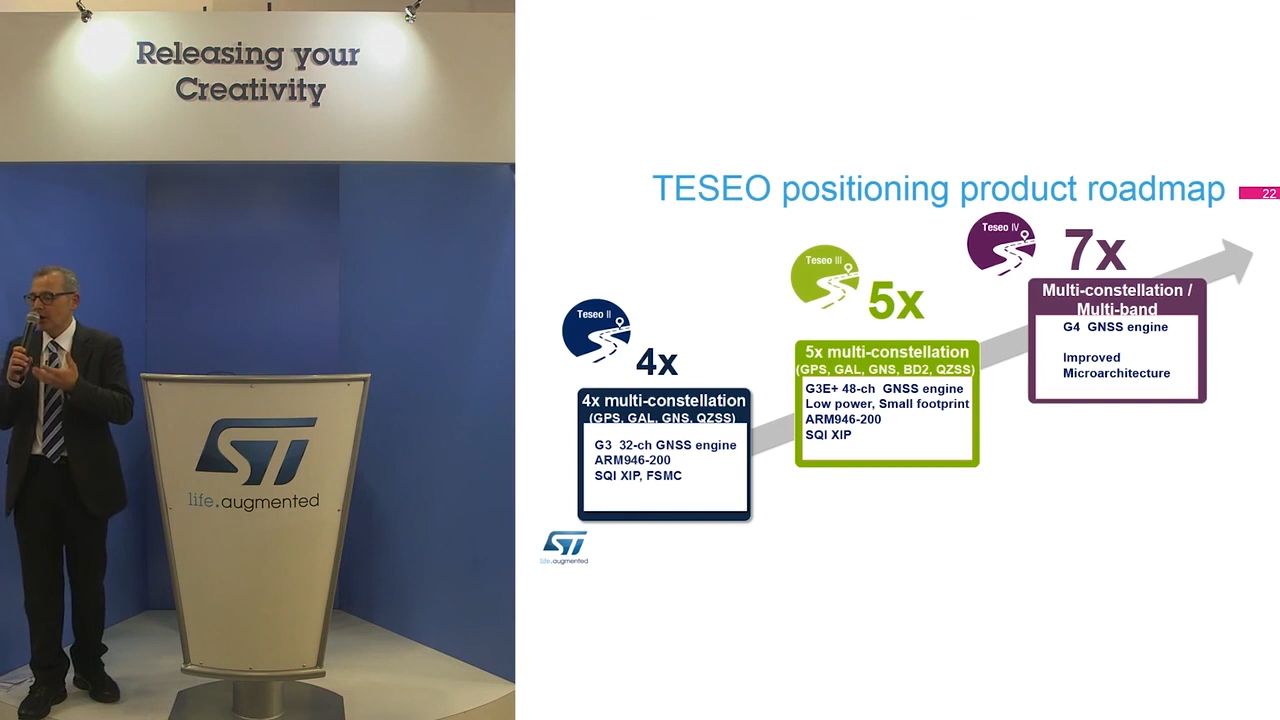 Releasing your
Creativity
ST
life.augmented
TESEO positioning product roadmap
22
Teseo II
4x
4x multi-constellation
(GPS, GAL, GNS, QZSS)
G3 32-ch GNSS engine
ARM946-200
SQI XIP, FSMC
Teseo III
5x
5x multi-constellation
(GPS, GAL, GNS, BD2, QZSS)
G3E+ 48-ch GNSS engine
Low power, Small footprint
ARM946-200
SQI XIP
Teseo IV
7x
Multi-constellation /
Multi-band
G4 GNSS engine
Improved
Microarchitecture
ST
life.augmented